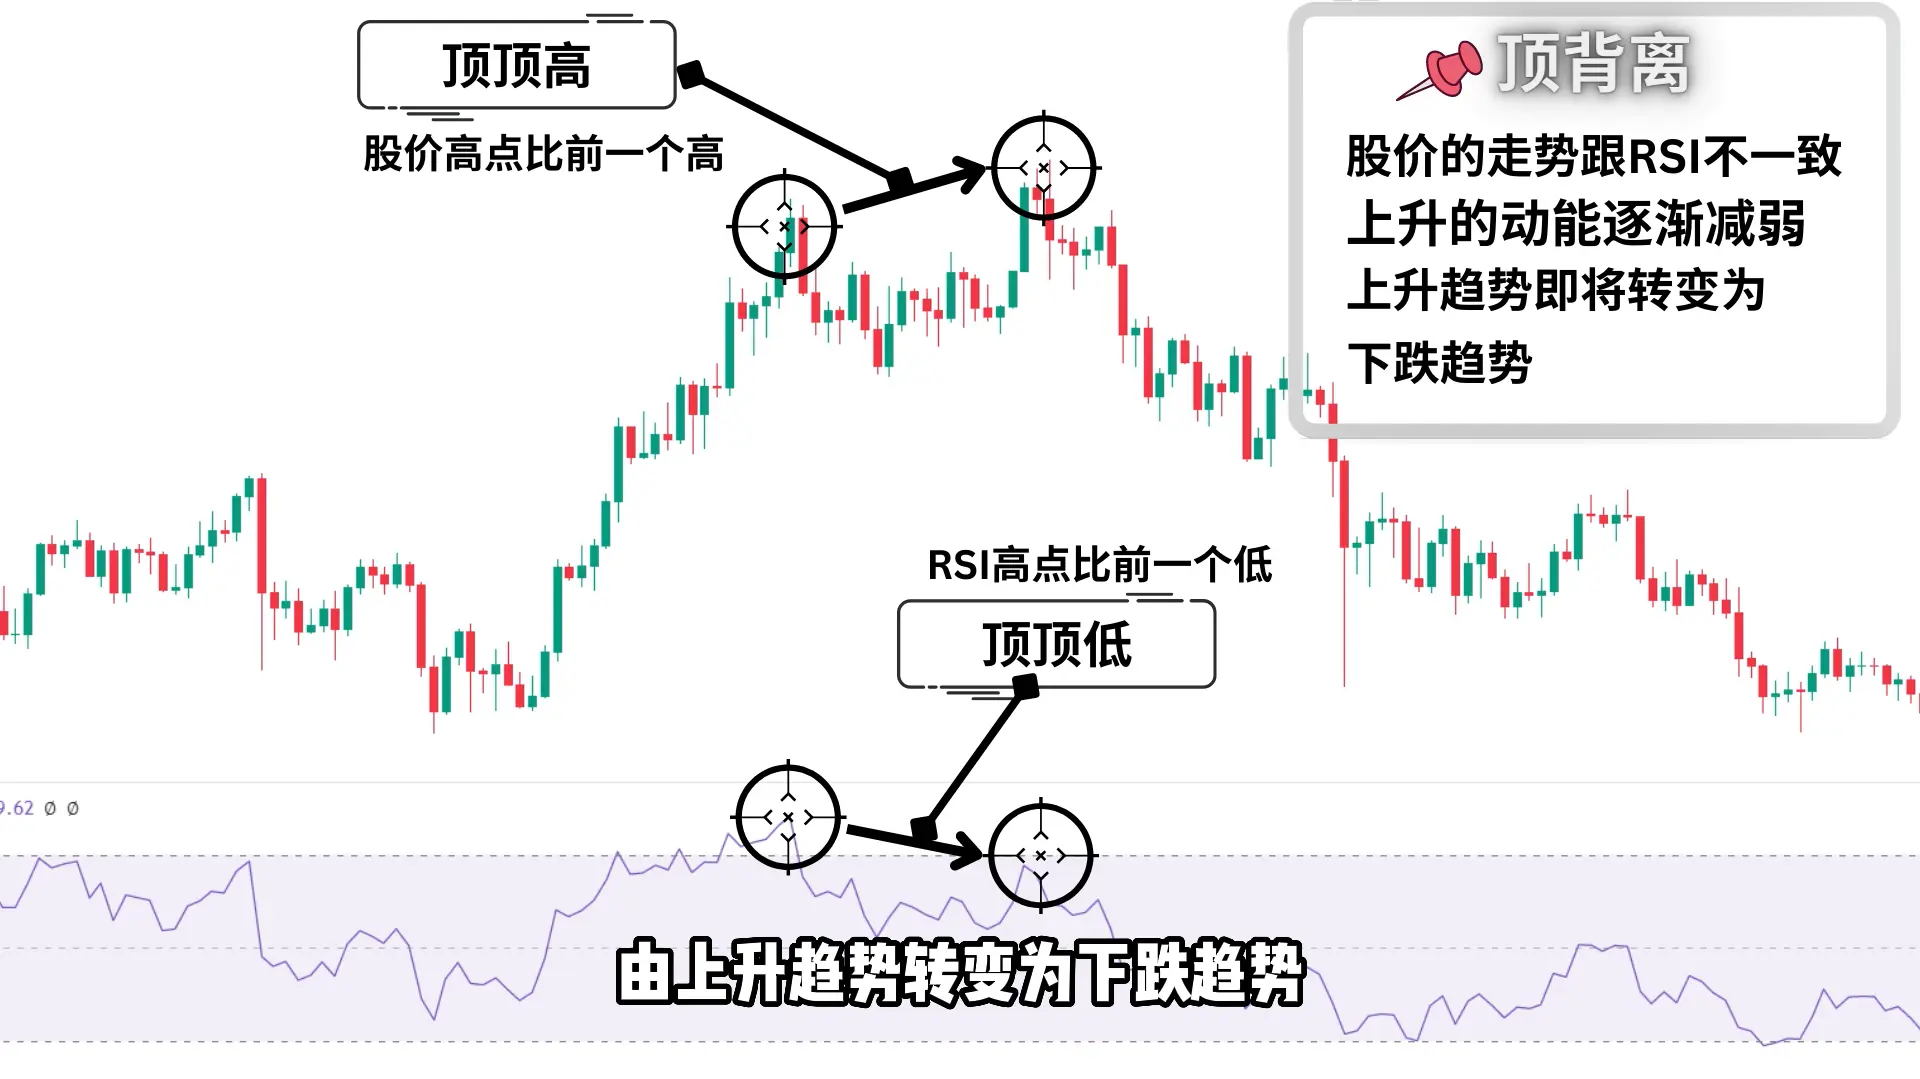 顶顶高
股价高点比前一个高
顶背离
股价的走势跟RSI不一致
上升的动能逐渐减弱
上升趋势即将转变为
下跌趋势
RSI高点比前一个低
顶顶低
9.62 Ø Ø
由上升趋势转变为下跌趋势